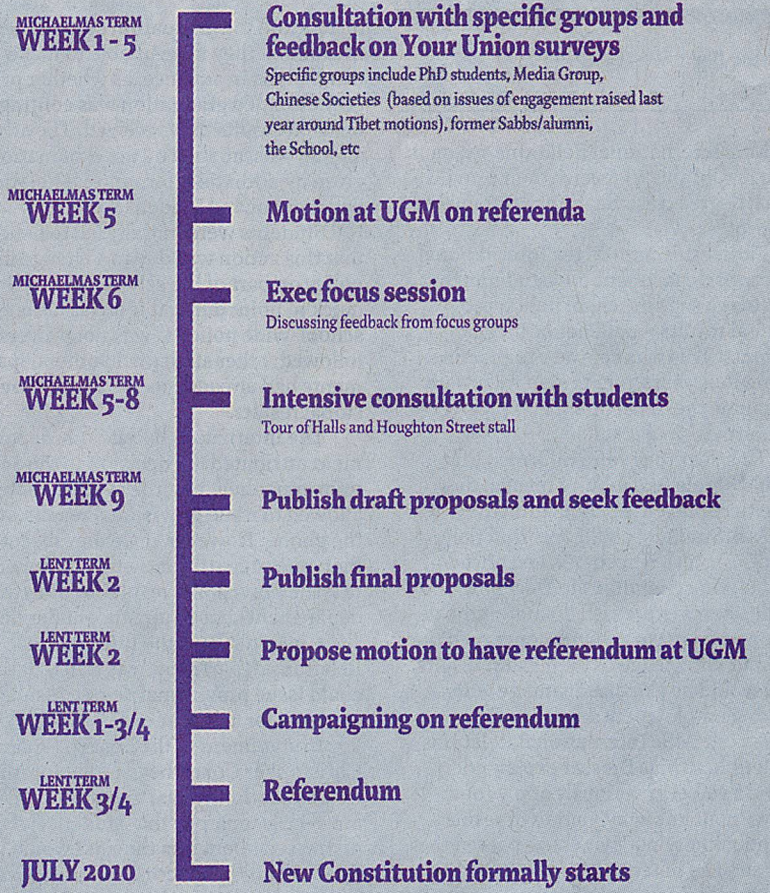 MICHAELMAS TERM
WEEK 1 - 5
Consultation with specific groups and
feedback on Your Union surveys
Specific groups include PhD students, Media Group,
Chinese Societies (based on issues of engagement raised last
year around Tibet motions), former Sabbs/alumni,
the School, etc
MICHAELMAS TERM
WEEK 5
Motion at UGM on referenda
MICHAELMAS TERM
WEEK 6
Exec focus session
Discussing feedback from focus groups
MICHAELMAS TERM
WEEK 5-8
Intensive consultation with students
Tour of Halls and Houghton Street stall
MICHAELMAS TERM
WEEK 9
Publish draft proposals and seek feedback
LENT TERM
WEEK 2
Publish final proposals
LENT TERM
WEEK 2
Propose motion to have referendum at UGM
LENT TERM
WEEK 1-3/4
Campaigning on referendum
LENT TERM
WEEK 3/4
Referendum
JULY 2010
New Constitution formally starts